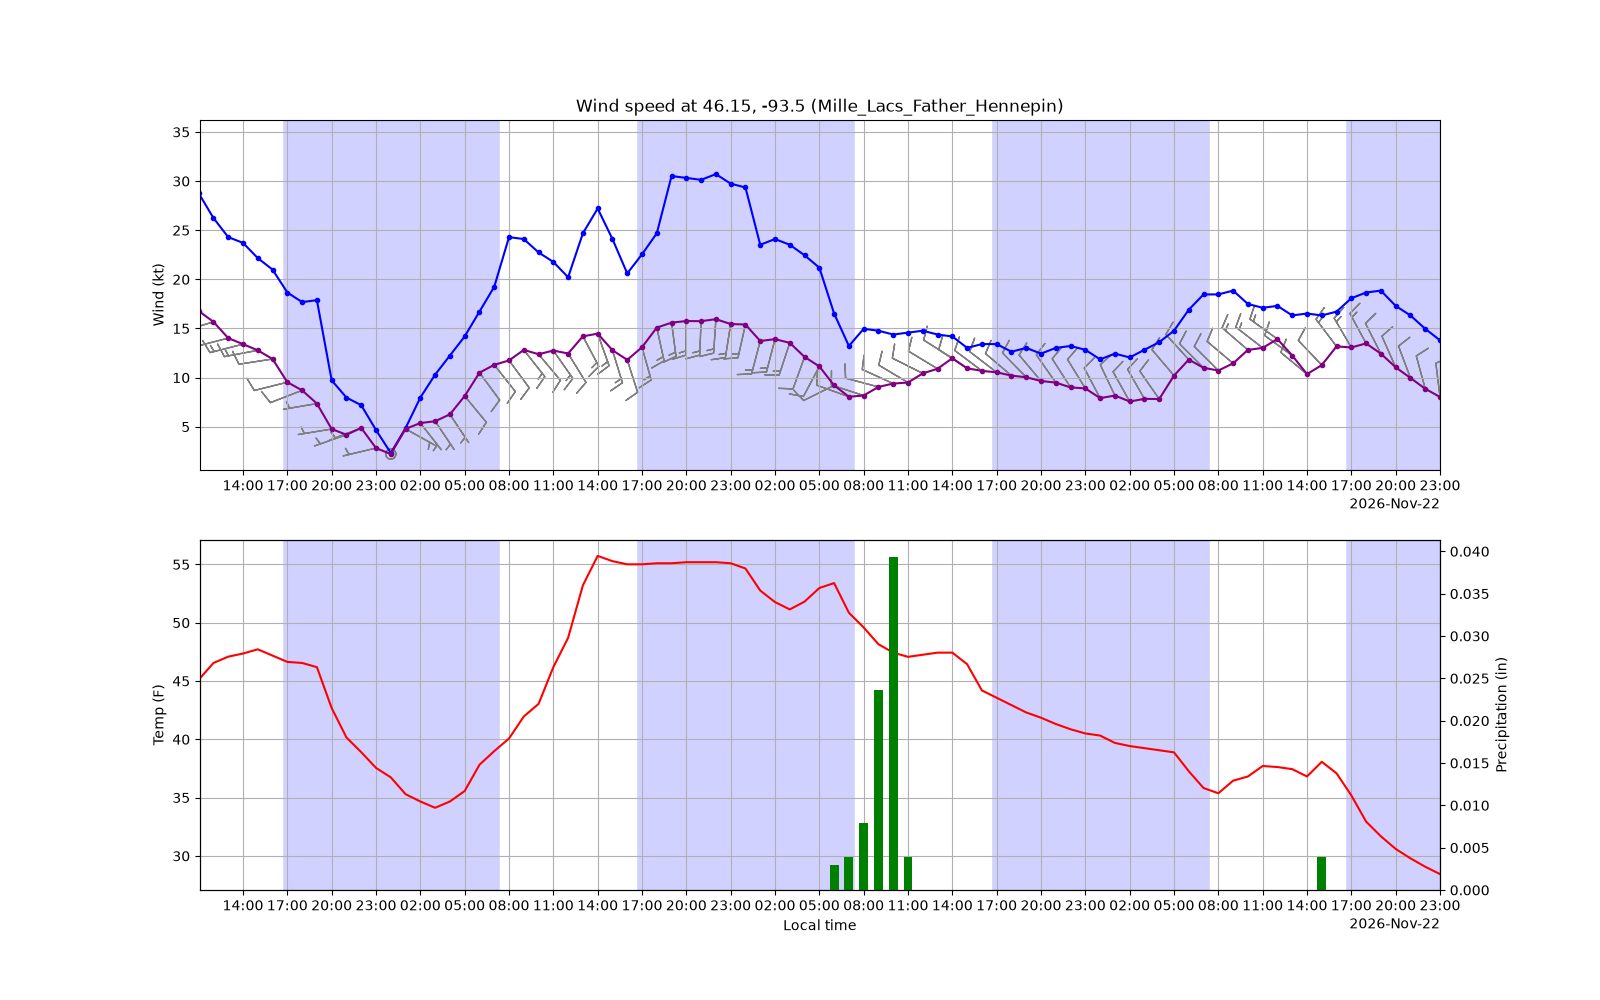 Wind speed at 46.15, -93.5 (Mille_Lacs_Father_Hennepin)
35
30
25
20
15
10
5
Wind (kt)
14:00 17:00 20:00 23:00 02:00 05:00 08:00 11:00 14:00 17:00 20:00 23:00 02:00 05:00 08:00 11:00 14:00 17:00 20:00 23:00 02:00 05:00 08:00 11:00 14:00 17:00 20:00 23:00
2026-Nov-22
55
50
45
40
35
30
Temp (F)
0.040
0.035
0.030
0.025
0.020
0.015
0.010
0.005
0.000
Precipitation (in)
14:00 17:00 20:00 23:00 02:00 05:00 08:00 11:00 14:00 17:00 20:00 23:00 02:00 05:00 08:00 11:00 14:00 17:00 20:00 23:00 02:00 05:00 08:00 11:00 14:00 17:00 20:00 23:00
Local time
2026-Nov-22